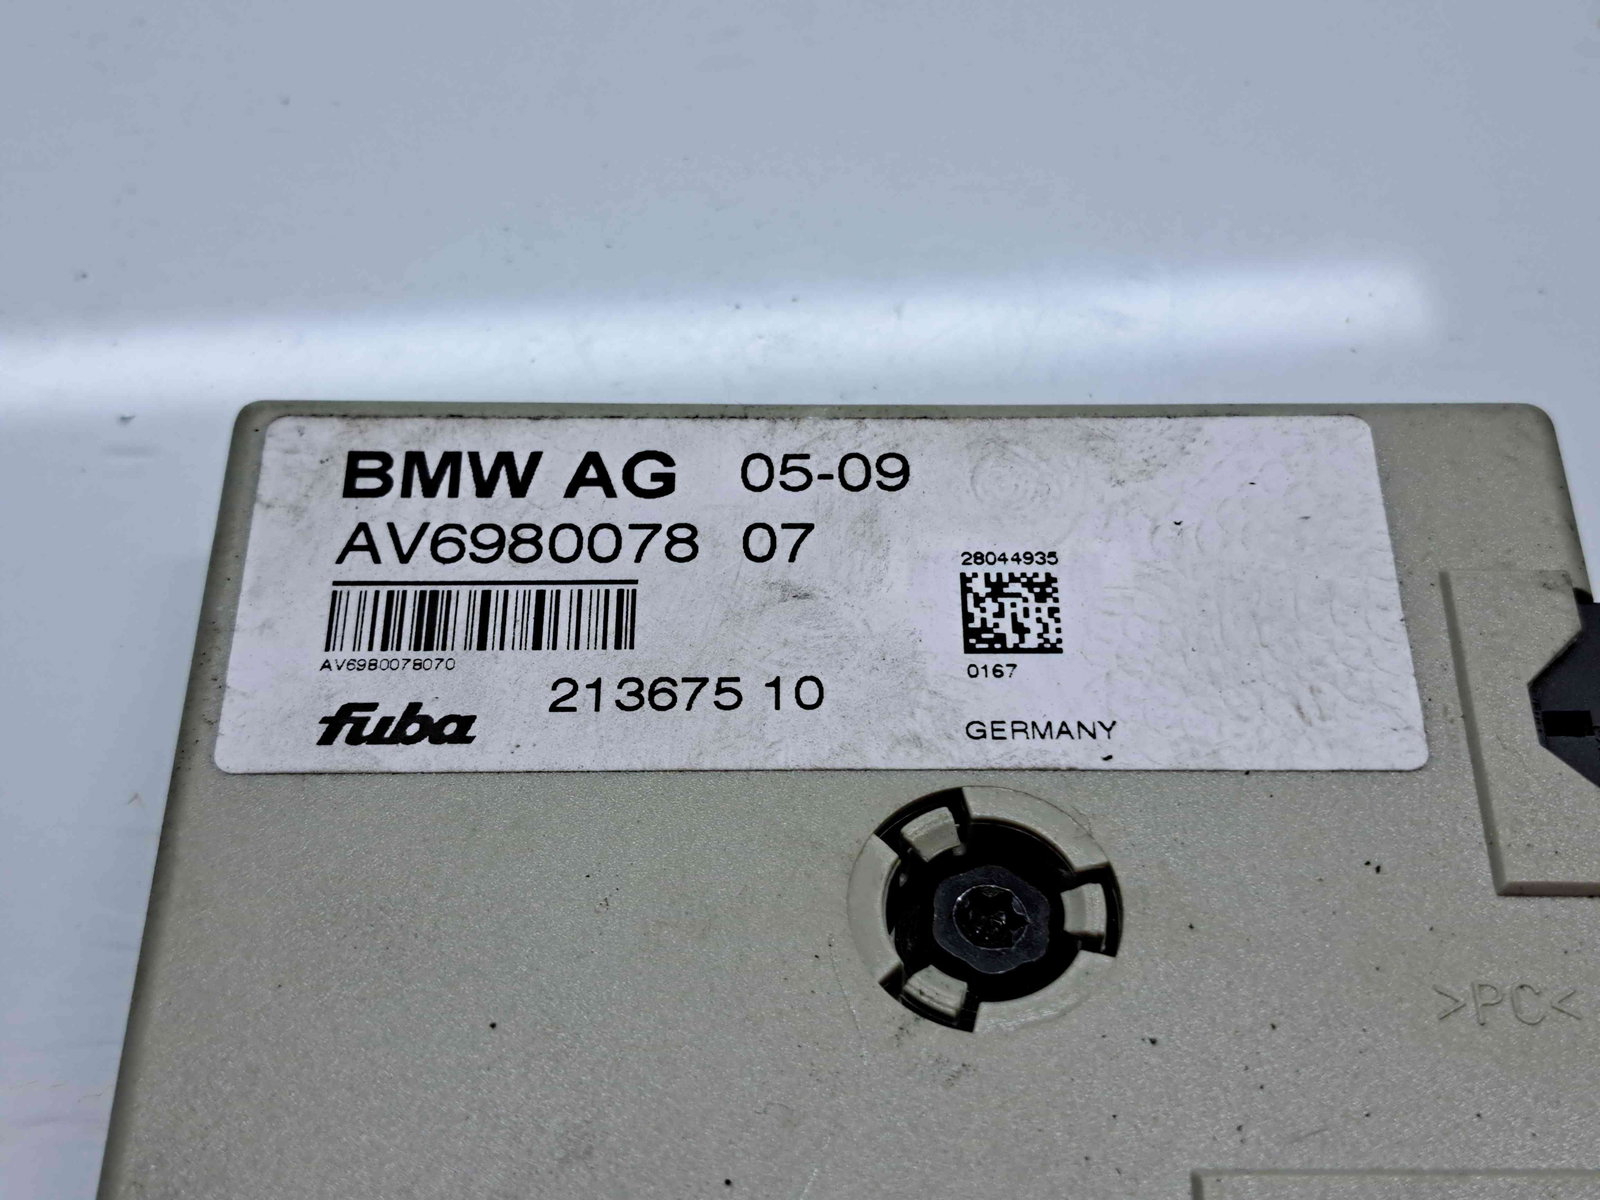 BMW AG 05-09
AV6980078 07
28044935
AV6980078070
0167
fuba 213675 10
GERMANY
>PC<